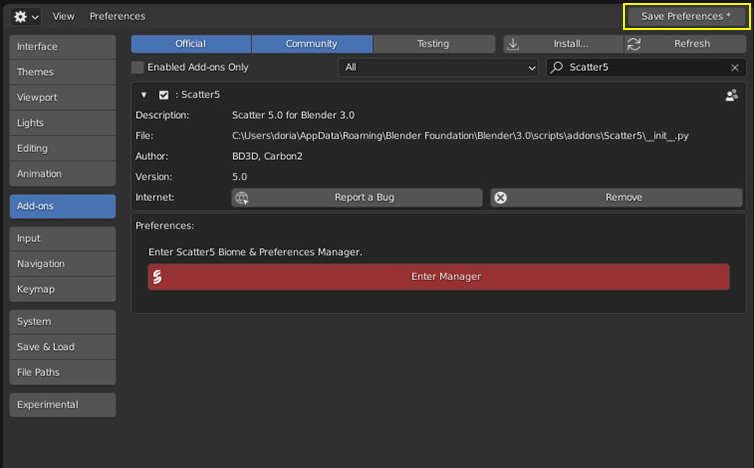 View Preferences Save Preferences *
Interface
Themes
Viewport
Lights
Editing
Animation
Add-ons
Input
Navigation
Keymap
System
Save & Load
File Paths
Experimental
Official Community Testing Install... Refresh
Enabled Add-ons Only All Scatter5
: Scatter5
Description: Scatter 5.0 for Blender 3.0
File: C:\Users\doria\AppData\Roaming\Blender Foundation\Blender\3.0\scripts\addons\Scatter5\__init__.py
Author: BD3D, Carbon2
Version: 5.0
Internet: Report a Bug Remove
Preferences:
Enter Scatter5 Biome & Preferences Manager.
Enter Manager